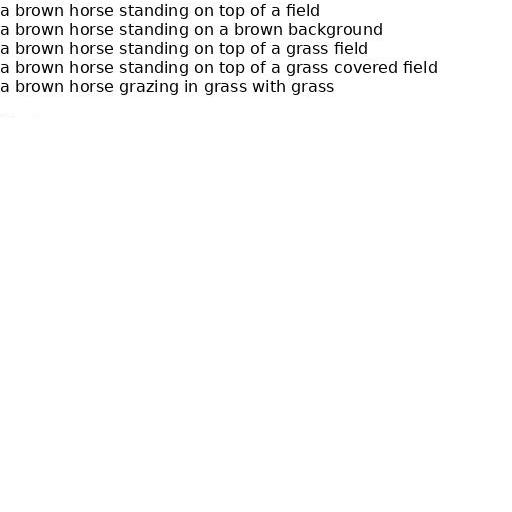 a brown horse standing on top of a field
a brown horse standing on a brown background
a brown horse standing on top of a grass field
a brown horse standing on top of a grass covered field
a brown horse grazing in grass with grass